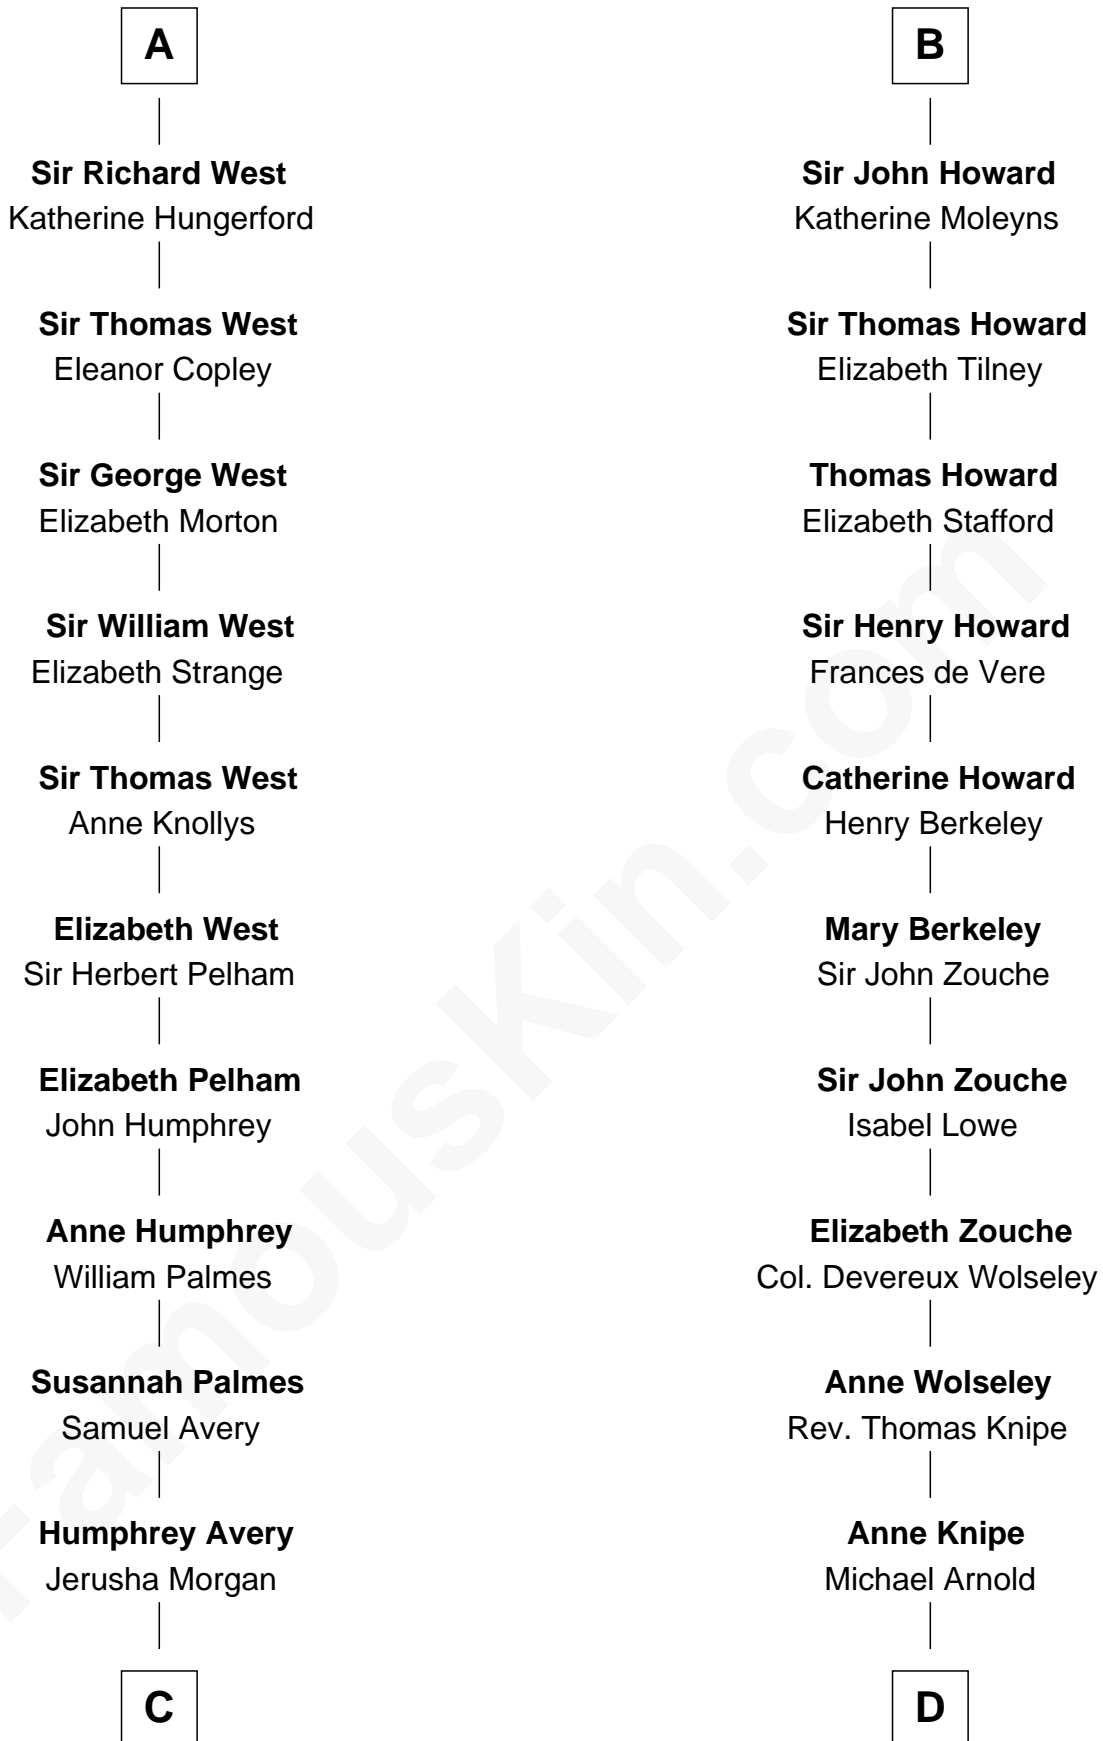 A
Sir Richard West
Katherine Hungerford
Sir Thomas West
Eleanor Copley
Sir George West
Elizabeth Morton
Sir William West
Elizabeth Strange
Sir Thomas West
Anne Knollys
Elizabeth West
Sir Herbert Pelham
Elizabeth Pelham
John Humphrey
Anne Humphrey
William Palmes
Susannah Palmes
Samuel Avery
Humphrey Avery
Jerusha Morgan
C
B
Sir John Howard
Katherine Moleyns
Sir Thomas Howard
Elizabeth Tilney
Thomas Howard
Elizabeth Stafford
Sir Henry Howard
Frances de Vere
Catherine Howard
Henry Berkeley
Mary Berkeley
Sir John Zouche
Sir John Zouche
Isabel Lowe
Elizabeth Zouche
Col. Devereux Wolseley
Anne Wolseley
Rev. Thomas Knipe
Anne Knipe
Michael Arnold
D
FamousKin.com